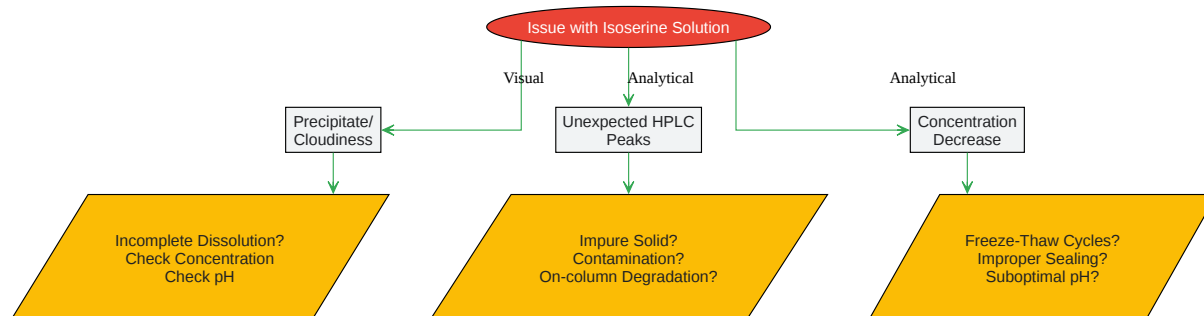 Issue with Isoserine Solution
Visual
Analytical
Analytical
Precipitate/
Cloudiness
Unexpected HPLC
Peaks
Concentration
Decrease
Incomplete Dissolution?
Check Concentration
Check pH
Impure Solid?
Contamination?
On-column Degradation?
Freeze-Thaw Cycles?
Improper Sealing?
Suboptimal pH?